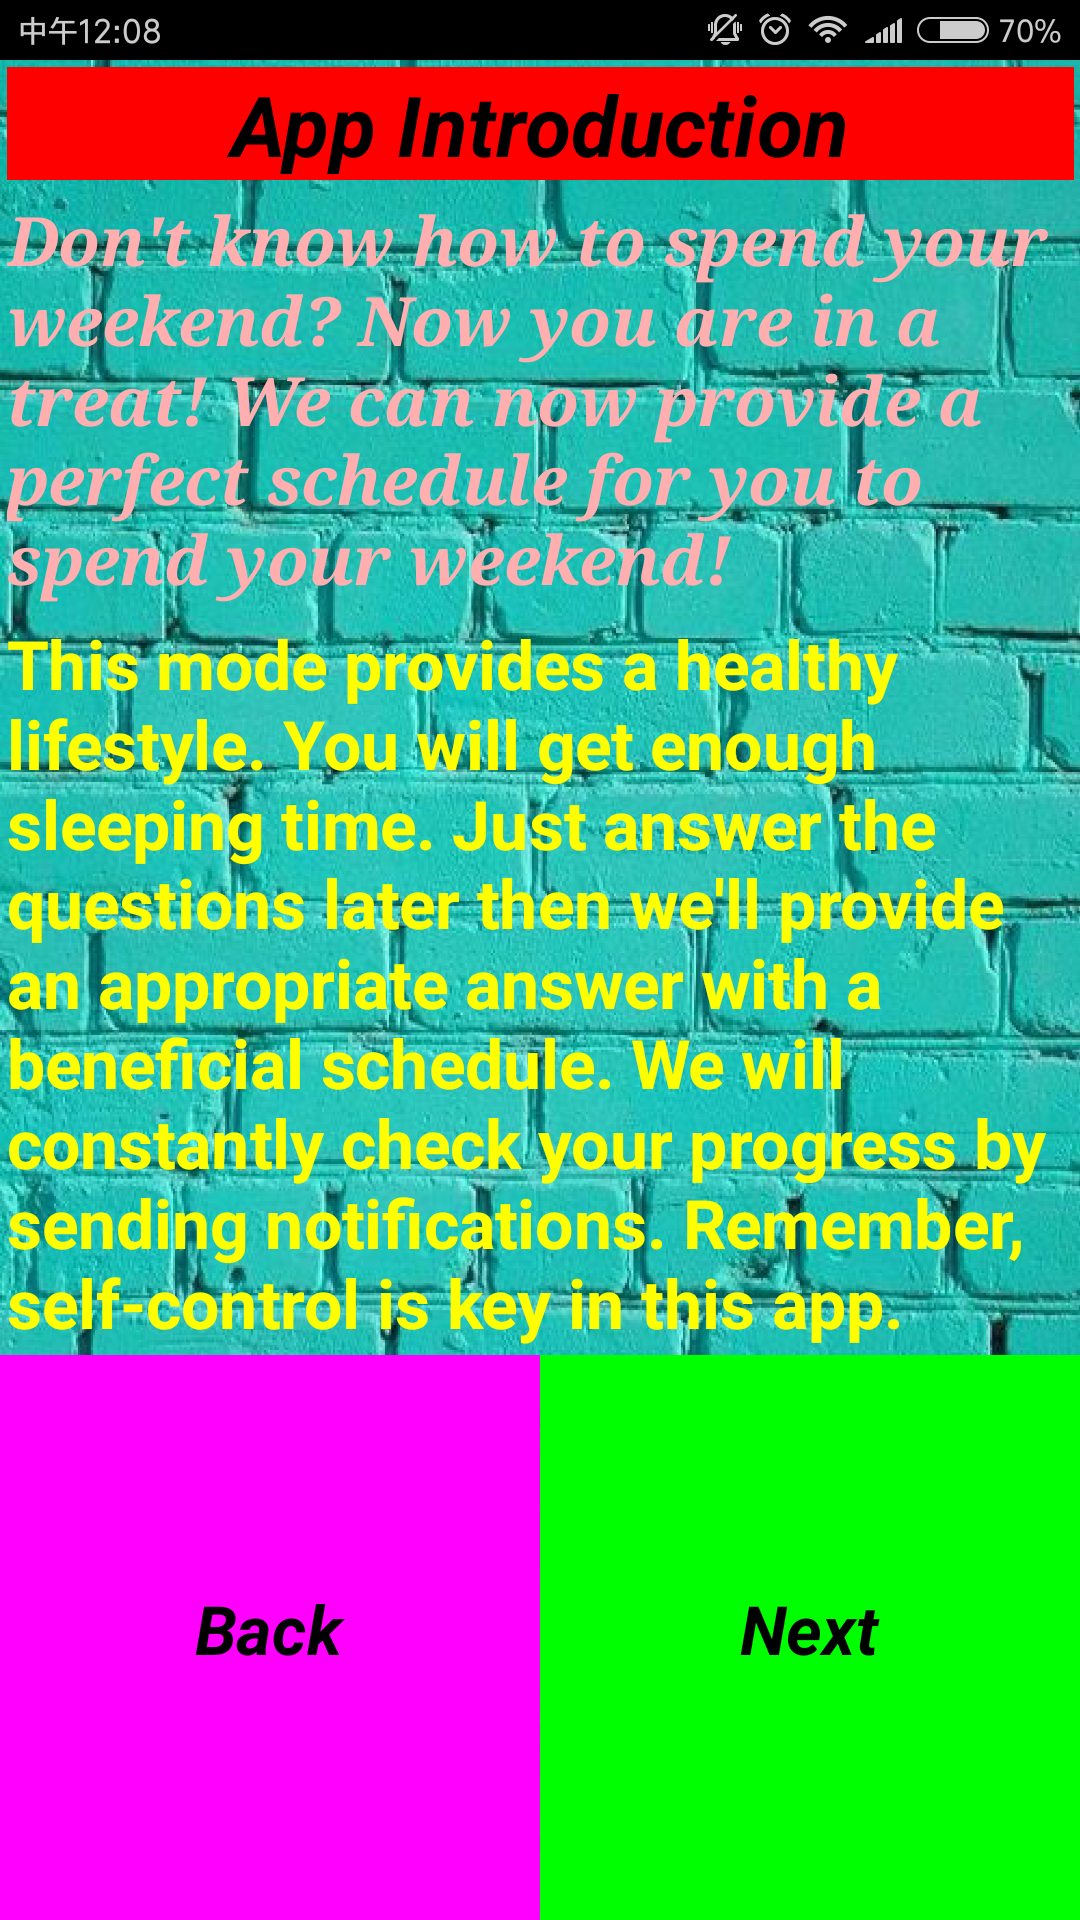 中午12:08
70%
App Introduction
Don't know how to spend your
weekend? Now you are in a
treat! We can now provide a
perfect schedule for you to
spend your weekend!
This mode provides a healthy
lifestyle. You will get enough
sleeping time. Just answer the
questions later then we'll provide
an appropriate answer with a
beneficial schedule. We will
constantly check your progress by
sending notifications. Remember,
self-control is key in this app.
Back
Next